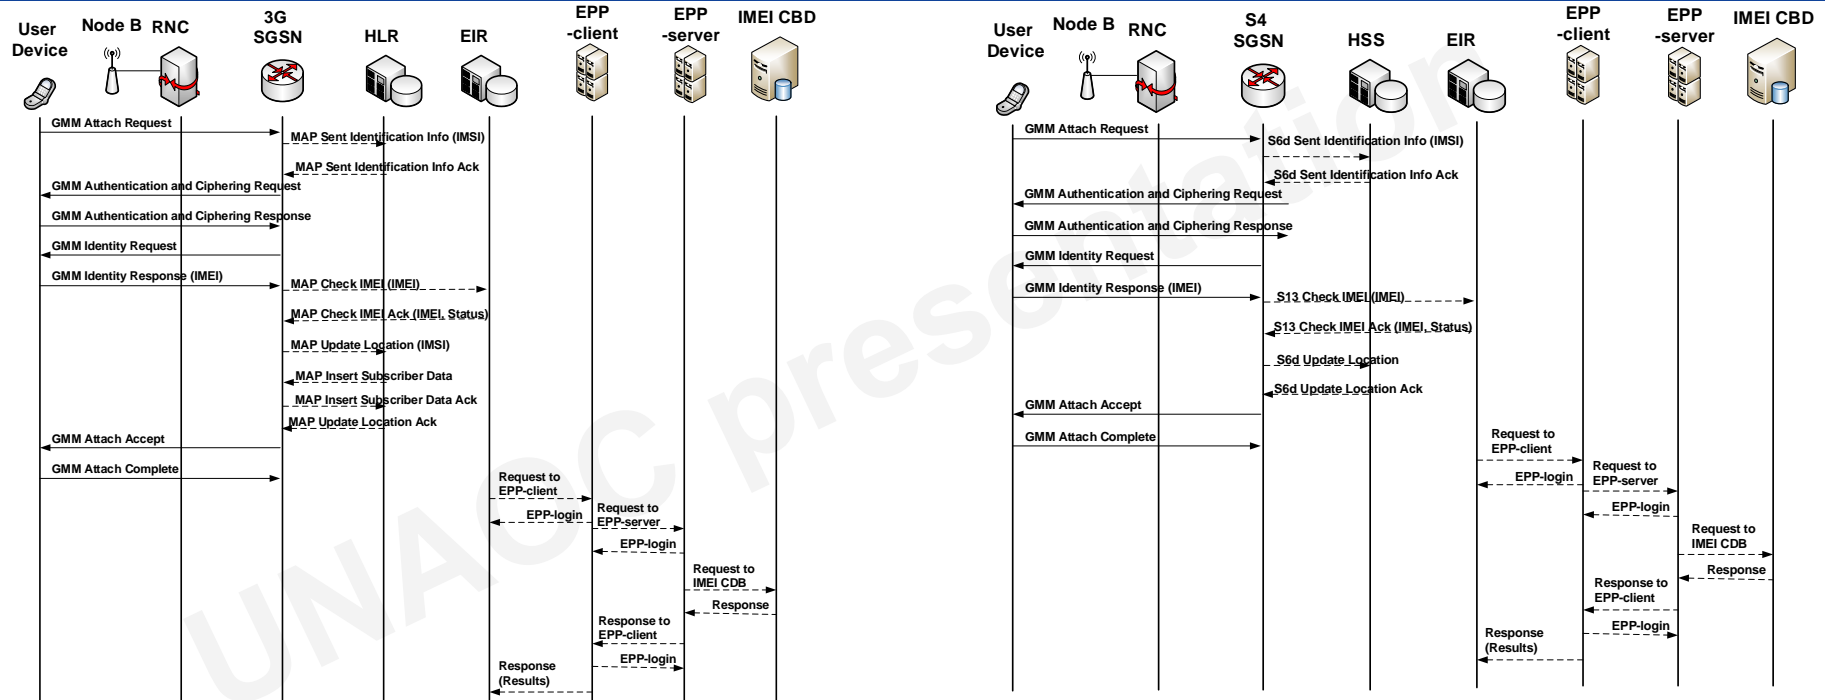 User
Device
Node B
RNC
3G
SGSN
HLR
EIR
EPP
-client
EPP
-server
IMEI CBD
GMM Attach Request
MAP Sent Identification Info (IMSI)
MAP Sent Identification Info Ack
GMM Authentication and Ciphering Request
GMM Authentication and Ciphering Response
GMM Identity Request
GMM Identity Response (IMEI)
MAP Check IMEI (IMEI)
MAP Check IMEI Ack (IMEI, Status)
MAP Update Location (IMSI)
MAP Insert Subscriber Data
MAP Insert Subscriber Data Ack
MAP Update Location Ack
GMM Attach Accept
GMM Attach Complete
Request to
EPP-client
EPP-login
Request to
EPP-server
EPP-login
Request to
IMEI CDB
Response
Response to
EPP-client
EPP-login
Response
(Results)
User
Device
Node B
RNC
S4
SGSN
HSS
EIR
EPP
-client
EPP
-server
IMEI CBD
GMM Attach Request
S6d Sent Identification Info (IMSI)
S6d Sent Identification Info Ack
GMM Authentication and Ciphering Request
GMM Authentication and Ciphering Response
GMM Identity Request
GMM Identity Response (IMEI)
S13 Check IMEI (IMEI)
S13 Check IMEI Ack (IMEI, Status)
S6d Update Location
S6d Update Location Ack
GMM Attach Accept
GMM Attach Complete
Request to
EPP-client
EPP-login
Request to
EPP-server
EPP-login
Request to
IMEI CDB
Response
Response to
EPP-client
EPP-login
Response
(Results)
UNAOC presentation